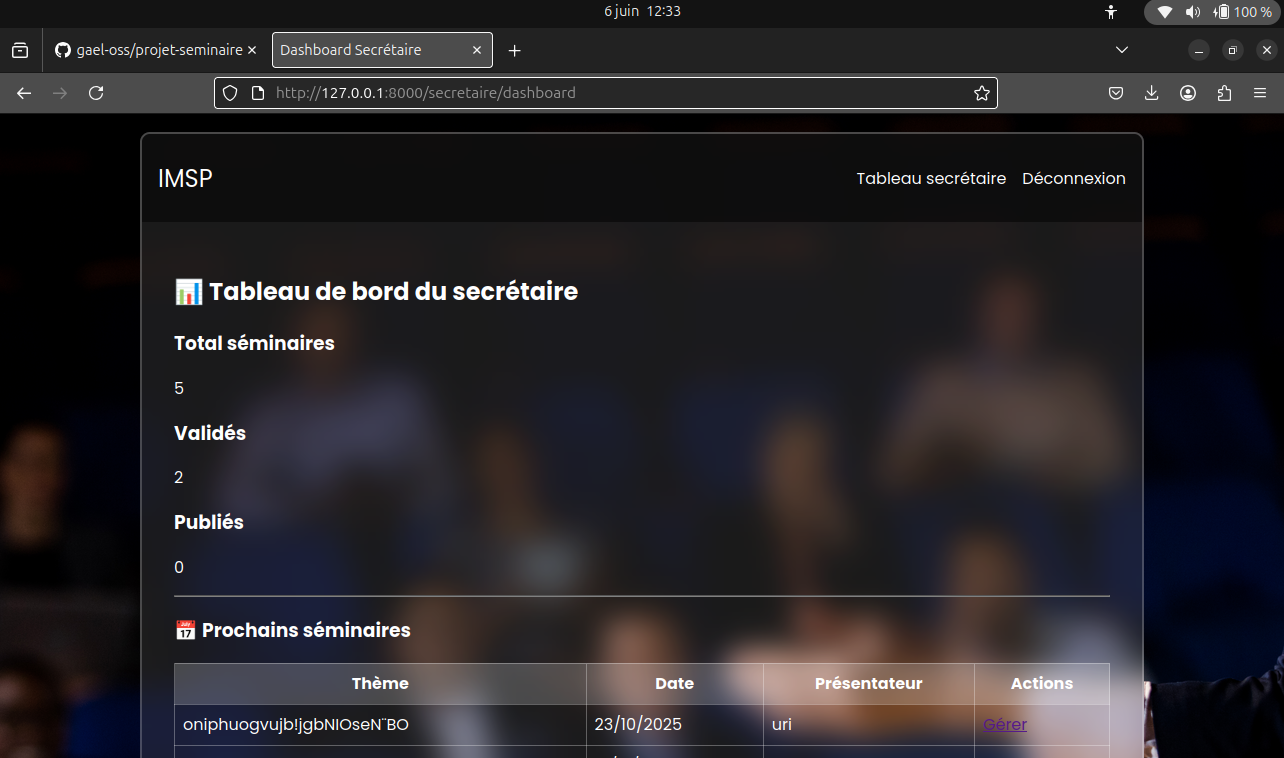 6 juin 12:33
100 %
gael-oss/projet-seminaire
Dashboard Secrétaire
http://127.0.0.1:8000/secretaire/dashboard
IMSP
Tableau secrétaire Déconnexion
📊 Tableau de bord du secrétaire
Total séminaires
5
Validés
2
Publiés
0
📅 Prochains séminaires
Thème Date Présentateur Actions
oniphuogvujb!jgbNIOseN¨BO 23/10/2025 uri Gérer